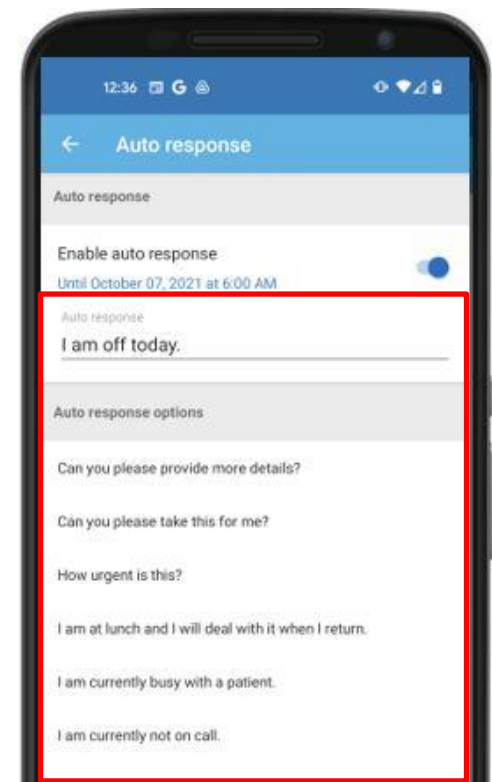 12:36 G
Auto response
Auto response
Enable auto response
Until October 07, 2021 at 6:00 AM
Auto response
I am off today.
Auto response options
Can you please provide more details?
Can you please take this for me?
How urgent is this?
I am at lunch and I will deal with it when I return.
I am currently busy with a patient.
I am currently not on call.